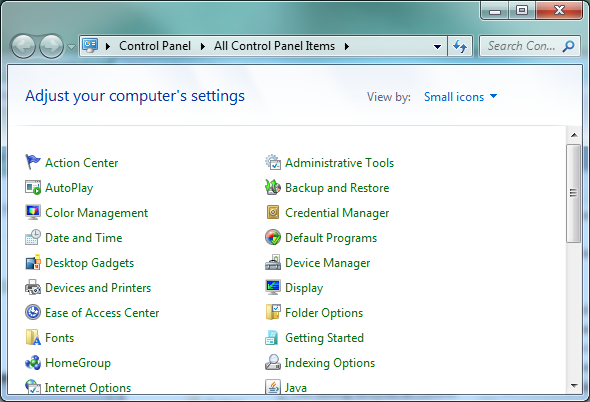 Control Panel All Control Panel Items Search Con...
Adjust your computer's settings View by: Small icons
Action Center Administrative Tools
AutoPlay Backup and Restore
Color Management Credential Manager
Date and Time Default Programs
Desktop Gadgets Device Manager
Devices and Printers Display
Ease of Access Center Folder Options
Fonts Getting Started
HomeGroup Indexing Options
Internet Options Java